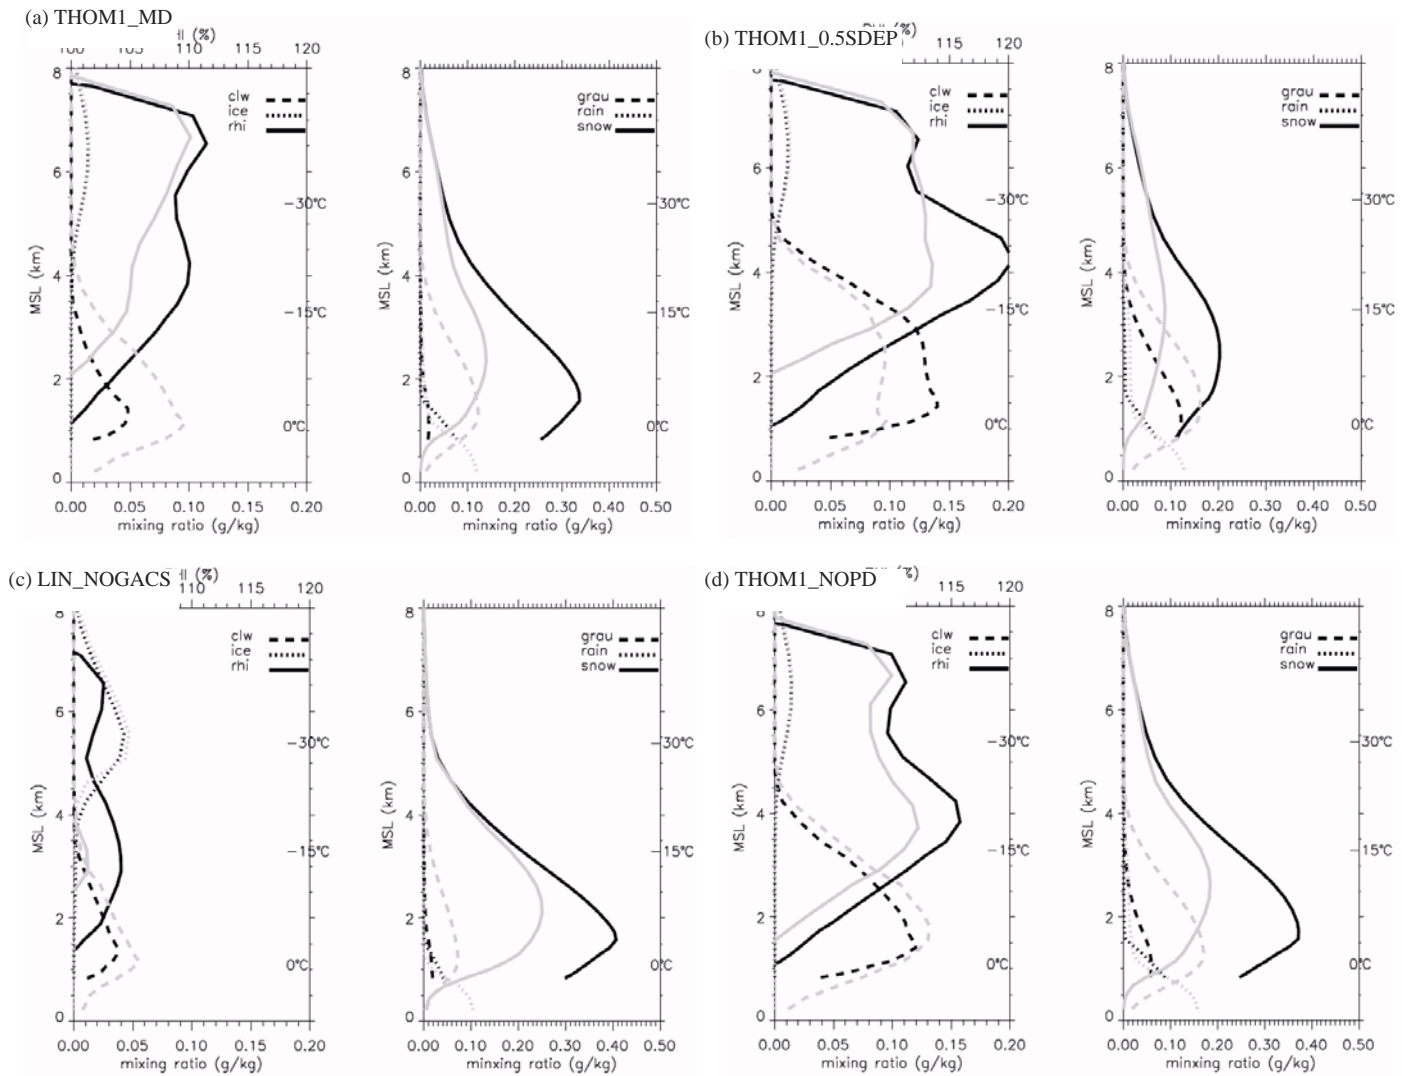 (a) THOM1_MD
(%)
105 110 115 120
8
6
4
2
0
MSL (km)
clw
ice
rhi
-30°C
-15°C
0°C
0.00 0.05 0.10 0.15 0.20
mixing ratio (g/kg)
8
6
4
2
0
MSL (km)
grau
rain
snow
-30°C
-15°C
0°C
0.00 0.10 0.20 0.30 0.40 0.50
minxing ratio (g/kg)
(b) THOM1_0.5SDEP
%)
115 120
8
6
4
2
0
MSL (km)
clw
ice
rhi
-30°C
-15°C
0°C
0.00 0.05 0.10 0.15 0.20
mixing ratio (g/kg)
8
6
4
2
0
MSL (km)
grau
rain
snow
-30°C
-15°C
0°C
0.00 0.10 0.20 0.30 0.40 0.50
minxing ratio (g/kg)
(c) LIN_NOGACS
(%)
110 115 120
8
6
4
2
0
MSL (km)
clw
ice
rhi
-30°C
-15°C
0°C
0.00 0.05 0.10 0.15 0.20
mixing ratio (g/kg)
8
6
4
2
0
MSL (km)
grau
rain
snow
-30°C
-15°C
0°C
0.00 0.10 0.20 0.30 0.40 0.50
minxing ratio (g/kg)
(d) THOM1_NOPD
%)
115 120
8
6
4
2
0
MSL (km)
clw
ice
rhi
-30°C
-15°C
0°C
0.00 0.05 0.10 0.15 0.20
mixing ratio (g/kg)
8
6
4
2
0
MSL (km)
grau
rain
snow
-30°C
-15°C
0°C
0.00 0.10 0.20 0.30 0.40 0.50
minxing ratio (g/kg)